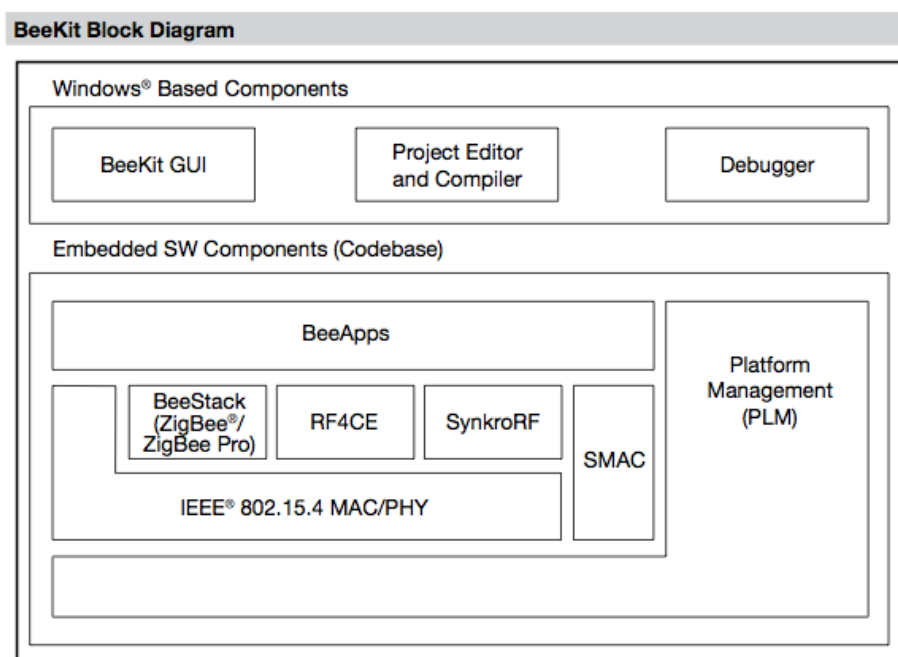 BeeKit Block Diagram
Windows® Based Components
BeeKit GUI
Project Editor
and Compiler
Debugger
Embedded SW Components (Codebase)
BeeApps
Platform
Management
(PLM)
BeeStack
(ZigBee®/
ZigBee Pro)
RF4CE
SynkroRF
SMAC
IEEE® 802.15.4 MAC/PHY